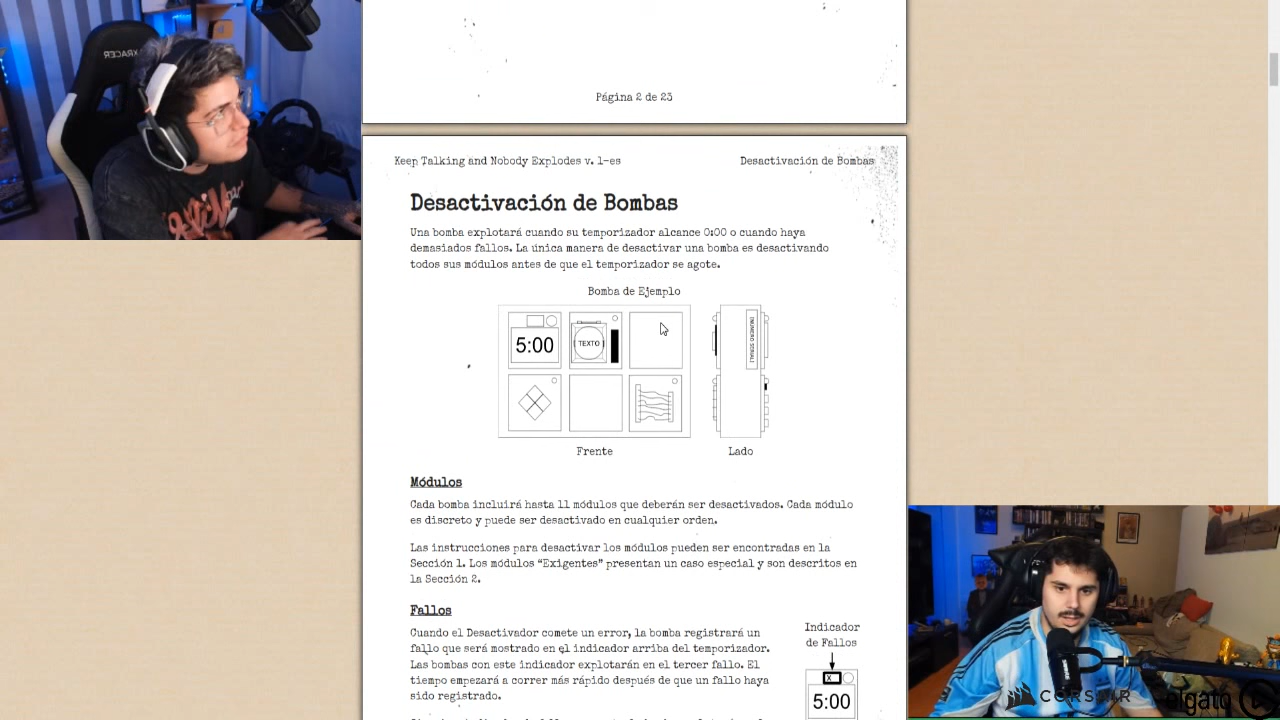 XRACER
Página 2 de 23
Keep Talking and Nobody Explodes v. 1-es
Desactivación de Bombas
Desactivación de Bombas
Una bomba explotará cuando su temporizador alcance 0:00 o cuando haya
demasiados fallos. La única manera de desactivar una bomba es desactivando
todos sus módulos antes de que el temporizador se agote.
Bomba de Ejemplo
5:00
TEXTO
[NÚMERO SERIAL]
Frente
Lado
Módulos
Cada bomba incluirá hasta 11 módulos que deberán ser desactivados. Cada módulo
es discreto y puede ser desactivado en cualquier orden.
Las instrucciones para desactivar los módulos pueden ser encontradas en la
Sección 1. Los módulos “Exigentes” presentan un caso especial y son descritos en
la Sección 2.
Fallos
Cuando el Desactivador comete un error, la bomba registrará un
fallo que será mostrado en el indicador arriba del temporizador.
Las bombas con este indicador explotarán en el tercer fallo. El
tiempo empezará a correr más rápido después de que un fallo haya
sido registrado.
Indicador
de Fallos
X
5:00
CORSAIR
elgato